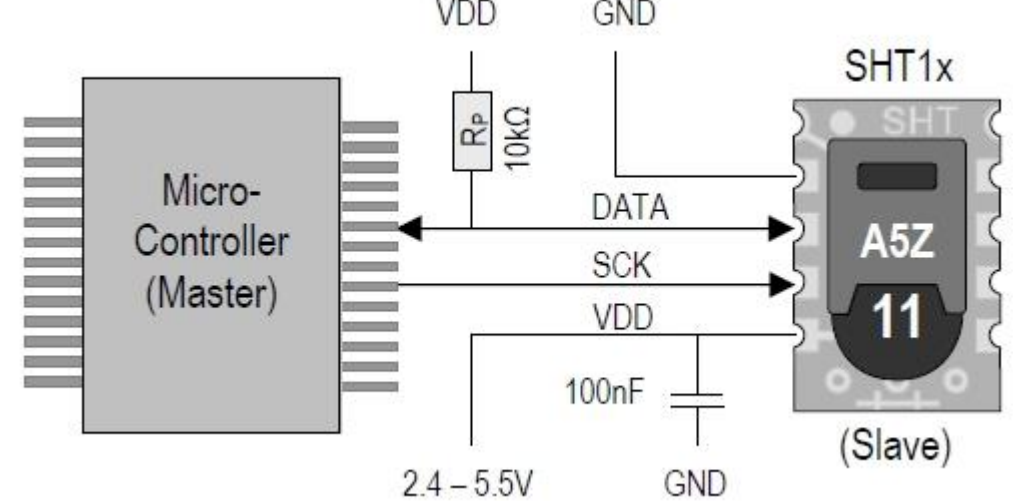 VDD
GND
SHT1x
SHT
RP
10kΩ
Micro-
Controller
(Master)
DATA
A5Z
SCK
VDD
11
100nF
(Slave)
2.4 – 5.5V
GND